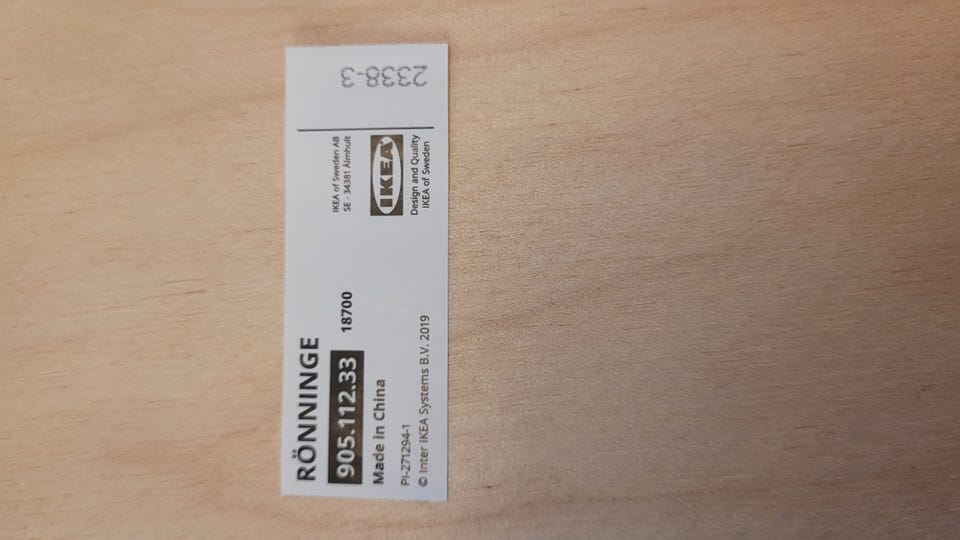 RÖNNINGE
905.112.33 18700
Made in China
PI-271294-1
© Inter IKEA Systems B.V. 2019
IKEA of Sweden AB
SE - 34381 Älmhult
IKEA
Design and Quality
IKEA of Sweden
2338-3